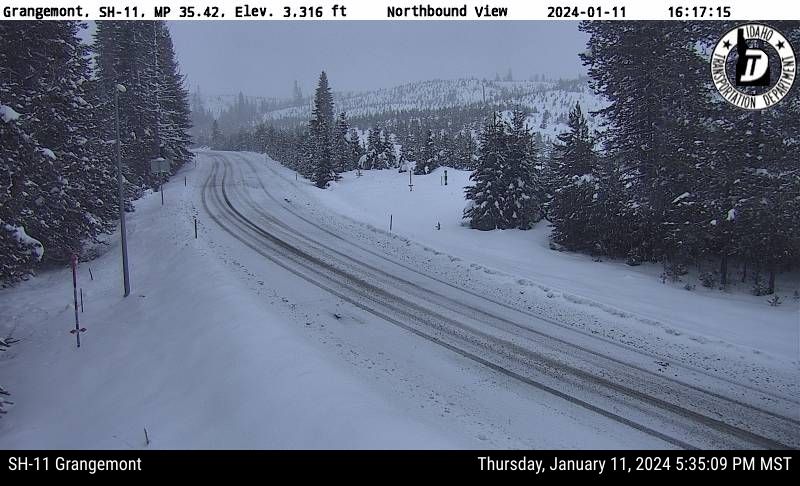 Grangemont, SH-11, MP 35.42, Elev. 3,316 ft Northbound View 2024-01-11 16:17:15
IDAHO
TRANSPORTATION DEPARTMENT
SH-11 Grangemont Thursday, January 11, 2024 5:35:09 PM MST